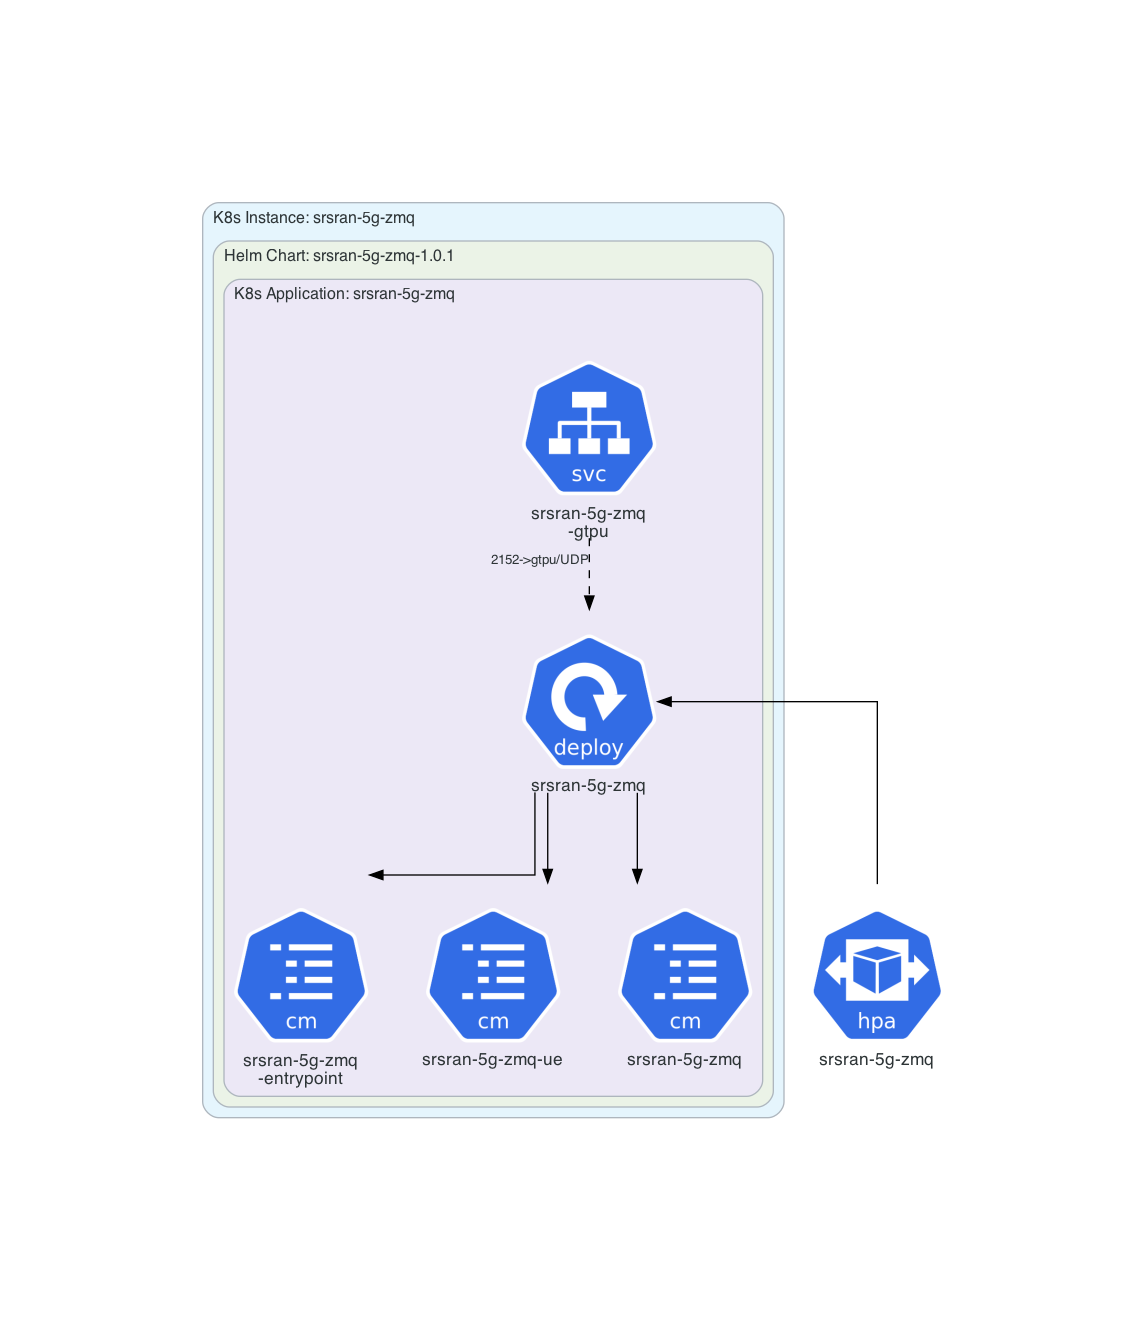 K8s Instance: srsran-5g-zmq
Helm Chart: srsran-5g-zmq-1.0.1
K8s Application: srsran-5g-zmq
svc
srsran-5g-zmq
-gtpu
2152->gtpu/UDP
deploy
srsran-5g-zmq
cm
srsran-5g-zmq
-entrypoint
cm
srsran-5g-zmq-ue
cm
srsran-5g-zmq
hpa
srsran-5g-zmq